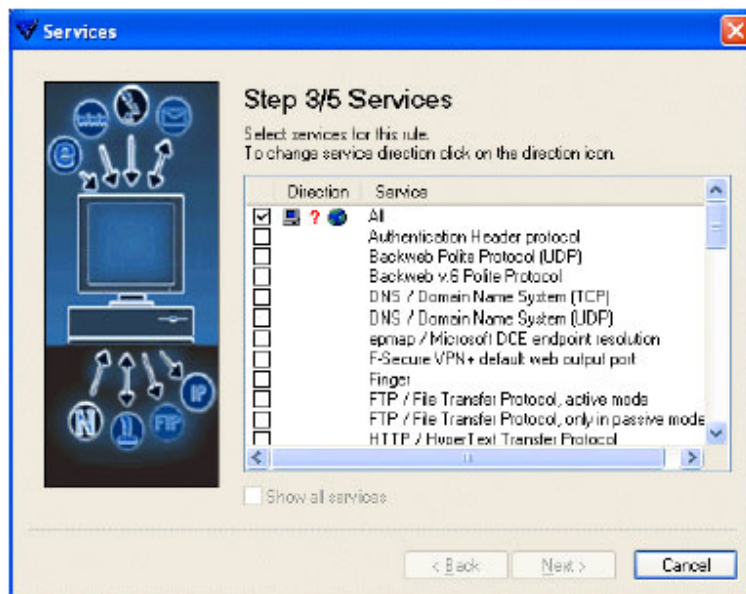 Services
Step 3/5 Services
Select services for this rule.
To change service direction click on the direction icon.
Direction Service
? All
Authentication Header protocol
Backweb Polite Protocol (UDP)
Backweb v.6 Polite Protocol
DNS / Domain Name System (TCP)
DNS / Domain Name System (UDP)
epmap / Microsoft DCE endpoint resolution
F-Secure VPN+ default web output port
Finger
FTP / File Transfer Protocol, active mode
FTP / File Transfer Protocol, only in passive mode
HTTP / HyperText Transfer Protocol
e
IP
N
FTP
Show all services
< Back
Next >
Cancel